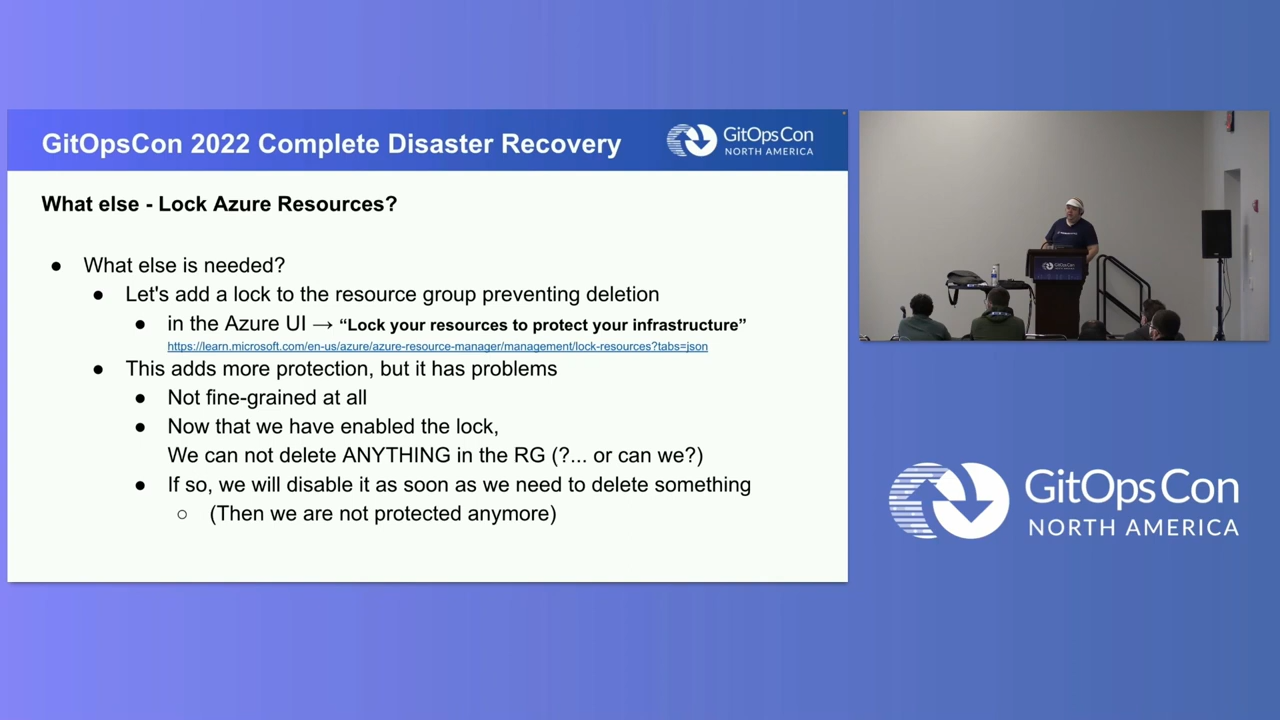 GitOpsCon 2022 Complete Disaster Recovery
GitOpsCon
NORTH AMERICA
What else - Lock Azure Resources?
● What else is needed?
● Let's add a lock to the resource group preventing deletion
● in the Azure UI → “Lock your resources to protect your infrastructure”
https://learn.microsoft.com/en-us/azure/azure-resource-manager/management/lock-resources?tabs=json
● This adds more protection, but it has problems
● Not fine-grained at all
● Now that we have enabled the lock,
We can not delete ANYTHING in the RG (?... or can we?)
● If so, we will disable it as soon as we need to delete something
○ (Then we are not protected anymore)
GitOpsCon
GitOpsCon
NORTH AMERICA